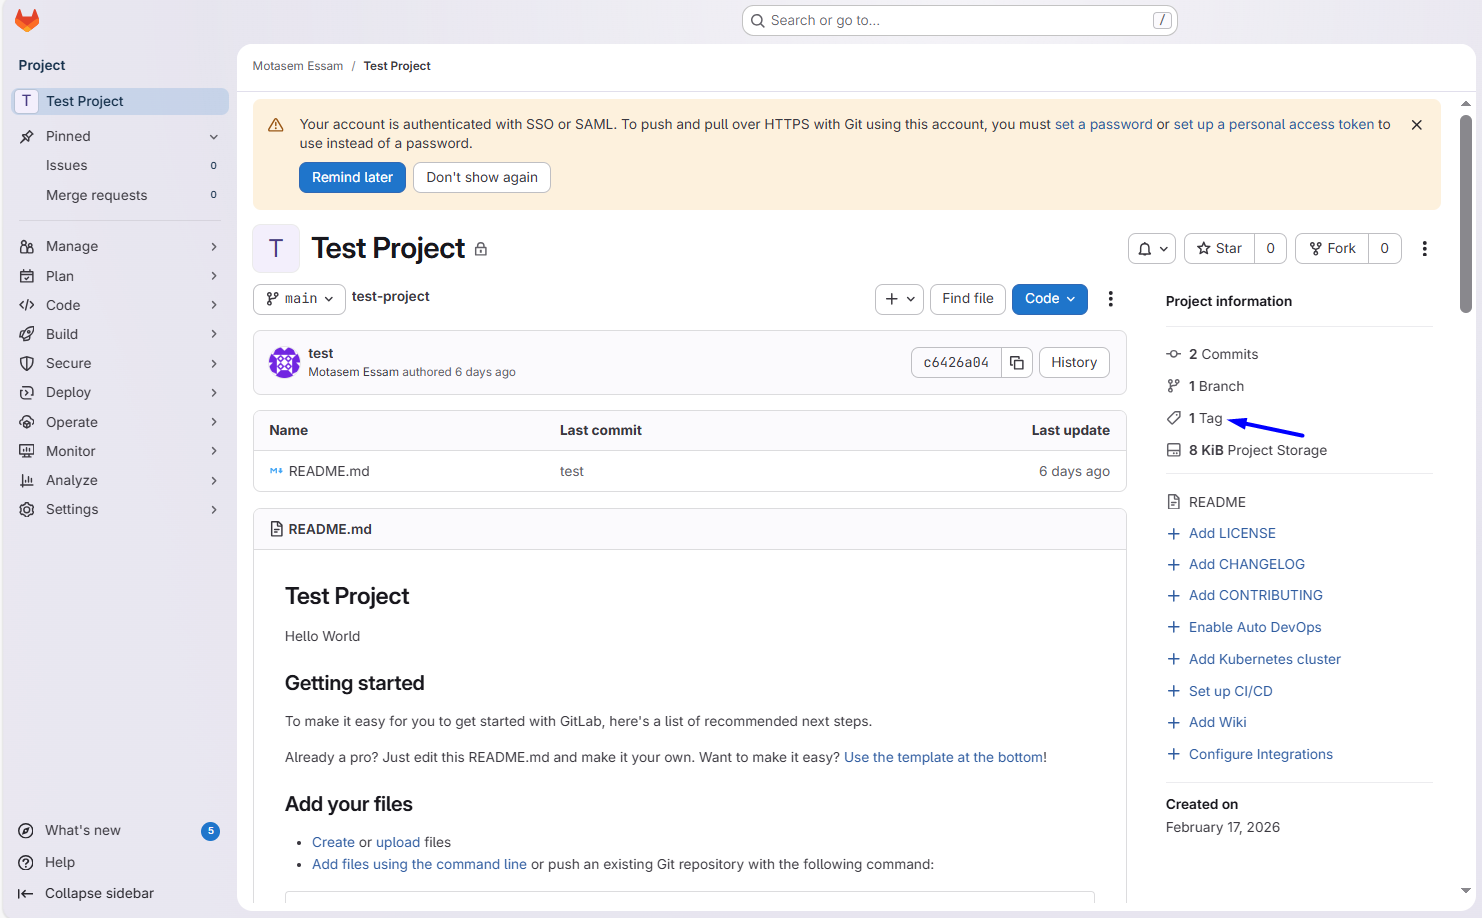 Search or go to...
/
Project
T Test Project
Pinned
Issues 0
Merge requests 0
Manage
Plan
Code
Build
Secure
Deploy
Operate
Monitor
Analyze
Settings
What's new 5
Help
Collapse sidebar
Motasem Essam / Test Project
Your account is authenticated with SSO or SAML. To push and pull over HTTPS with Git using this account, you must set a password or set up a personal access token to
use instead of a password.
Remind later Don't show again
T Test Project
Star 0 Fork 0
main test-project
Find file Code
test
Motasem Essam authored 6 days ago
c6426a04 History
Name Last commit Last update
M README.md test 6 days ago
README.md
Test Project
Hello World
Getting started
To make it easy for you to get started with GitLab, here's a list of recommended next steps.
Already a pro? Just edit this README.md and make it your own. Want to make it easy? Use the template at the bottom!
Add your files
• Create or upload files
• Add files using the command line or push an existing Git repository with the following command:
Project information
2 Commits
1 Branch
1 Tag
8 KiB Project Storage
README
+ Add LICENSE
+ Add CHANGELOG
+ Add CONTRIBUTING
+ Enable Auto DevOps
+ Add Kubernetes cluster
+ Set up CI/CD
+ Add Wiki
+ Configure Integrations
Created on
February 17, 2026